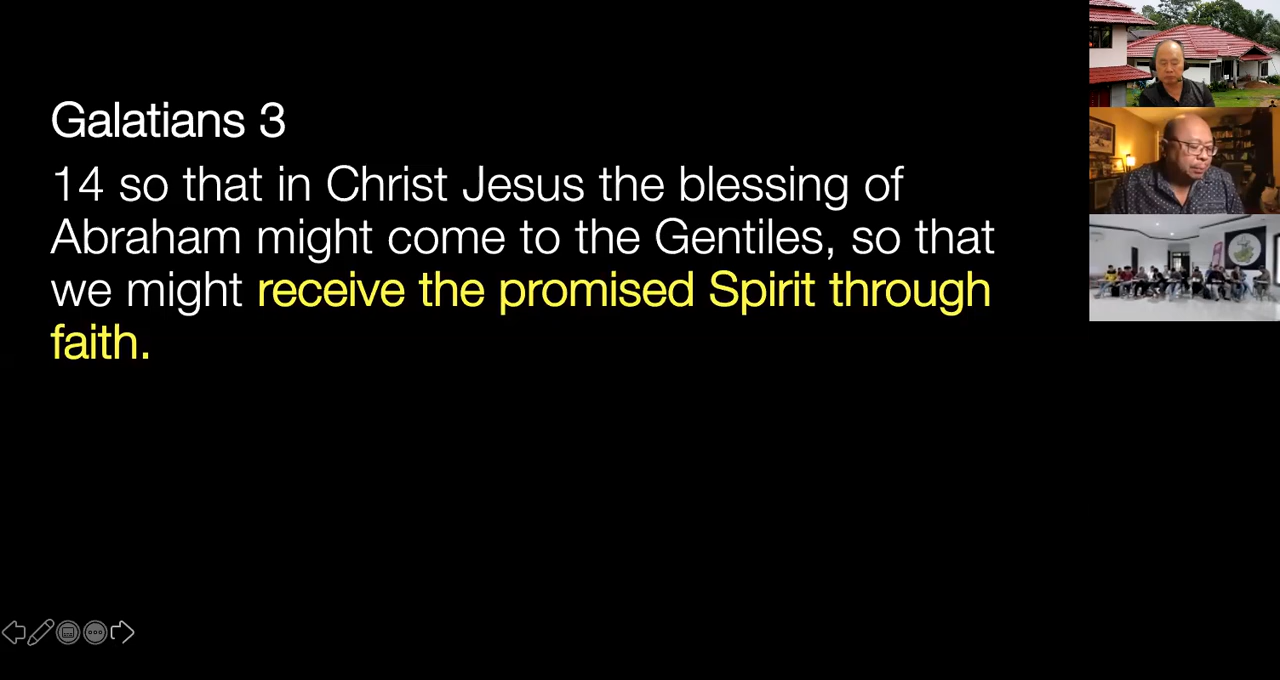 Galatians 3
14 so that in Christ Jesus the blessing of
Abraham might come to the Gentiles, so that
we might receive the promised Spirit through
faith.